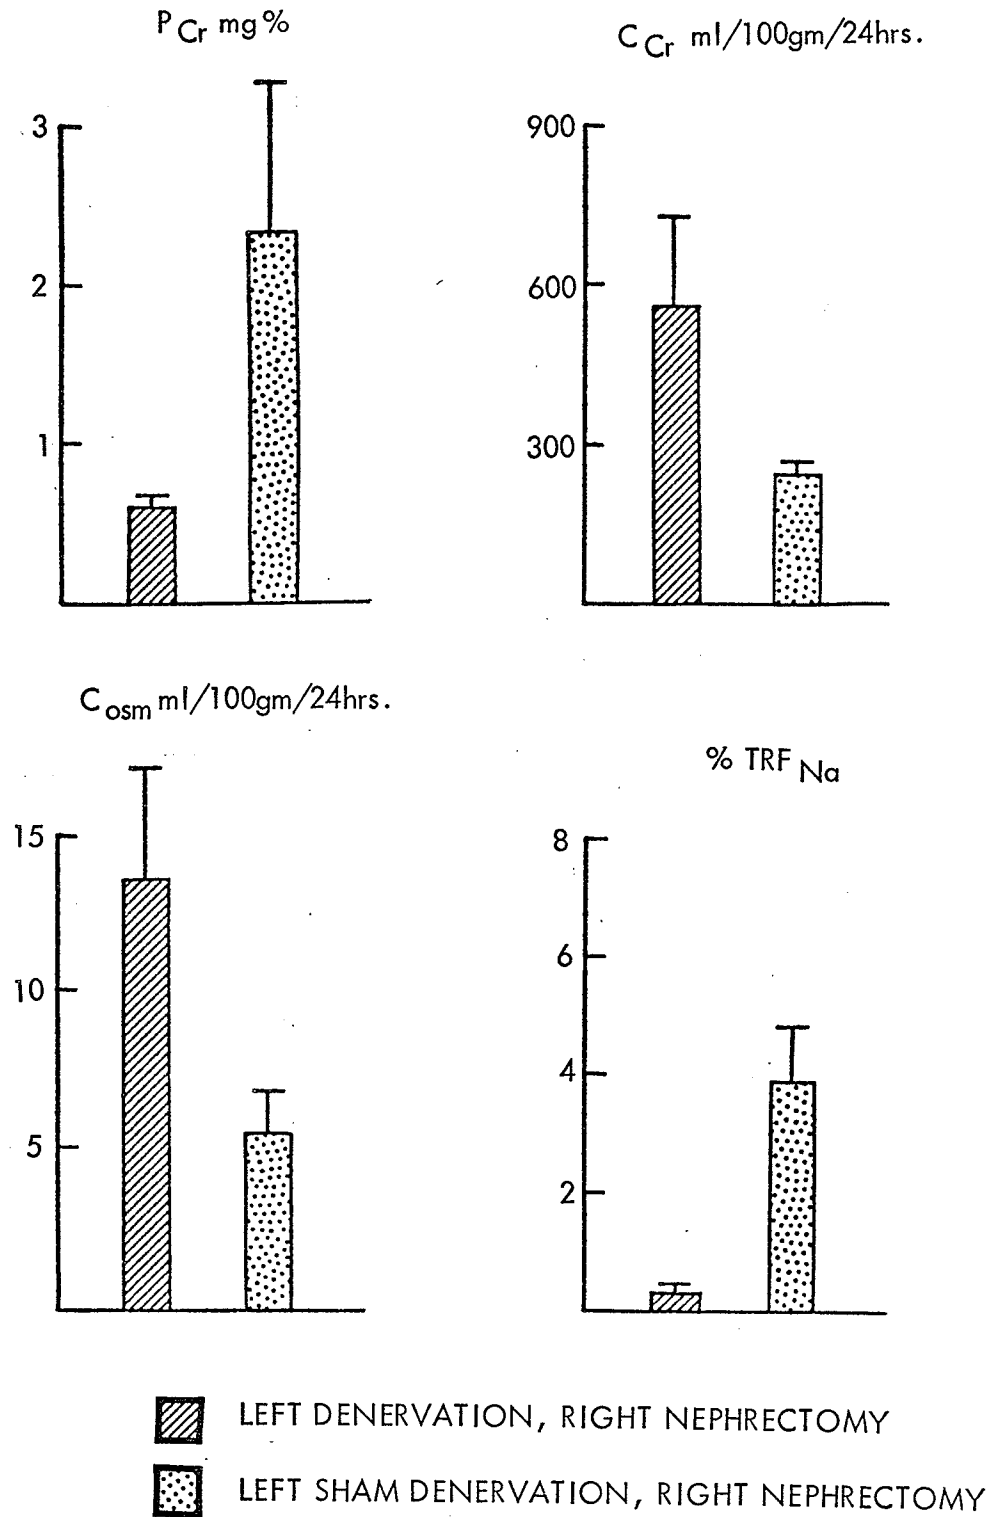 P Cr mg %
3
2
1
C Cr ml/100gm/24hrs.
900
600
300
C osm ml/100gm/24hrs.
15
10
5
% TRF Na
8
6
4
2
LEFT DENERVATION, RIGHT NEPHRECTOMY
LEFT SHAM DENERVATION, RIGHT NEPHRECTOMY